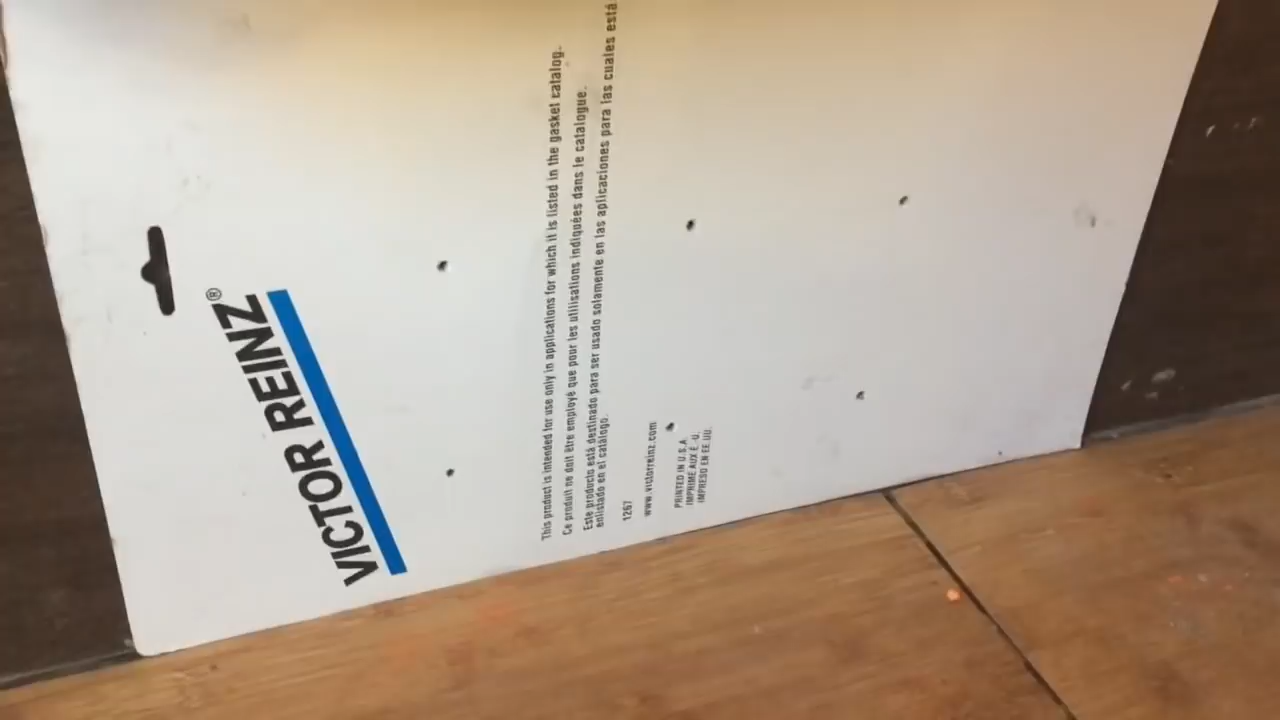 VICTOR REINZ®
This product is intended for use only in applications for which it is listed in the gasket catalog.
Ce produit ne doit être employé que pour les utilisations indiquées dans le catalogue.
Este producto está destinado para ser usado solamente en las aplicaciones para las cuales está
enlistado en el catálogo.
1267
www.victorreinz.com
PRINTED IN U.S.A.
IMPRIMÉ AUX É.-U.
IMPRESO EN EE.UU.